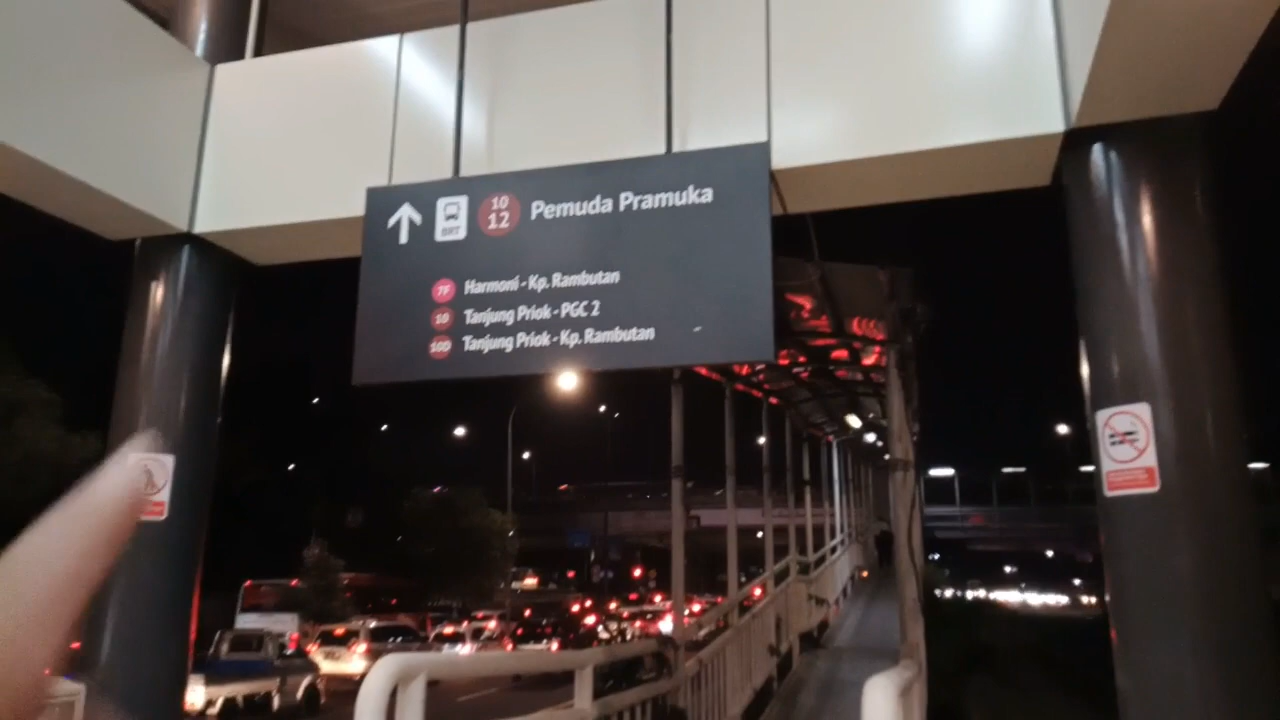 BRT 10 12 Pemuda Pramuka
7F Harmoni - Kp. Rambutan
10 Tanjung Priok - PGC 2
10D Tanjung Priok - Kp. Rambutan